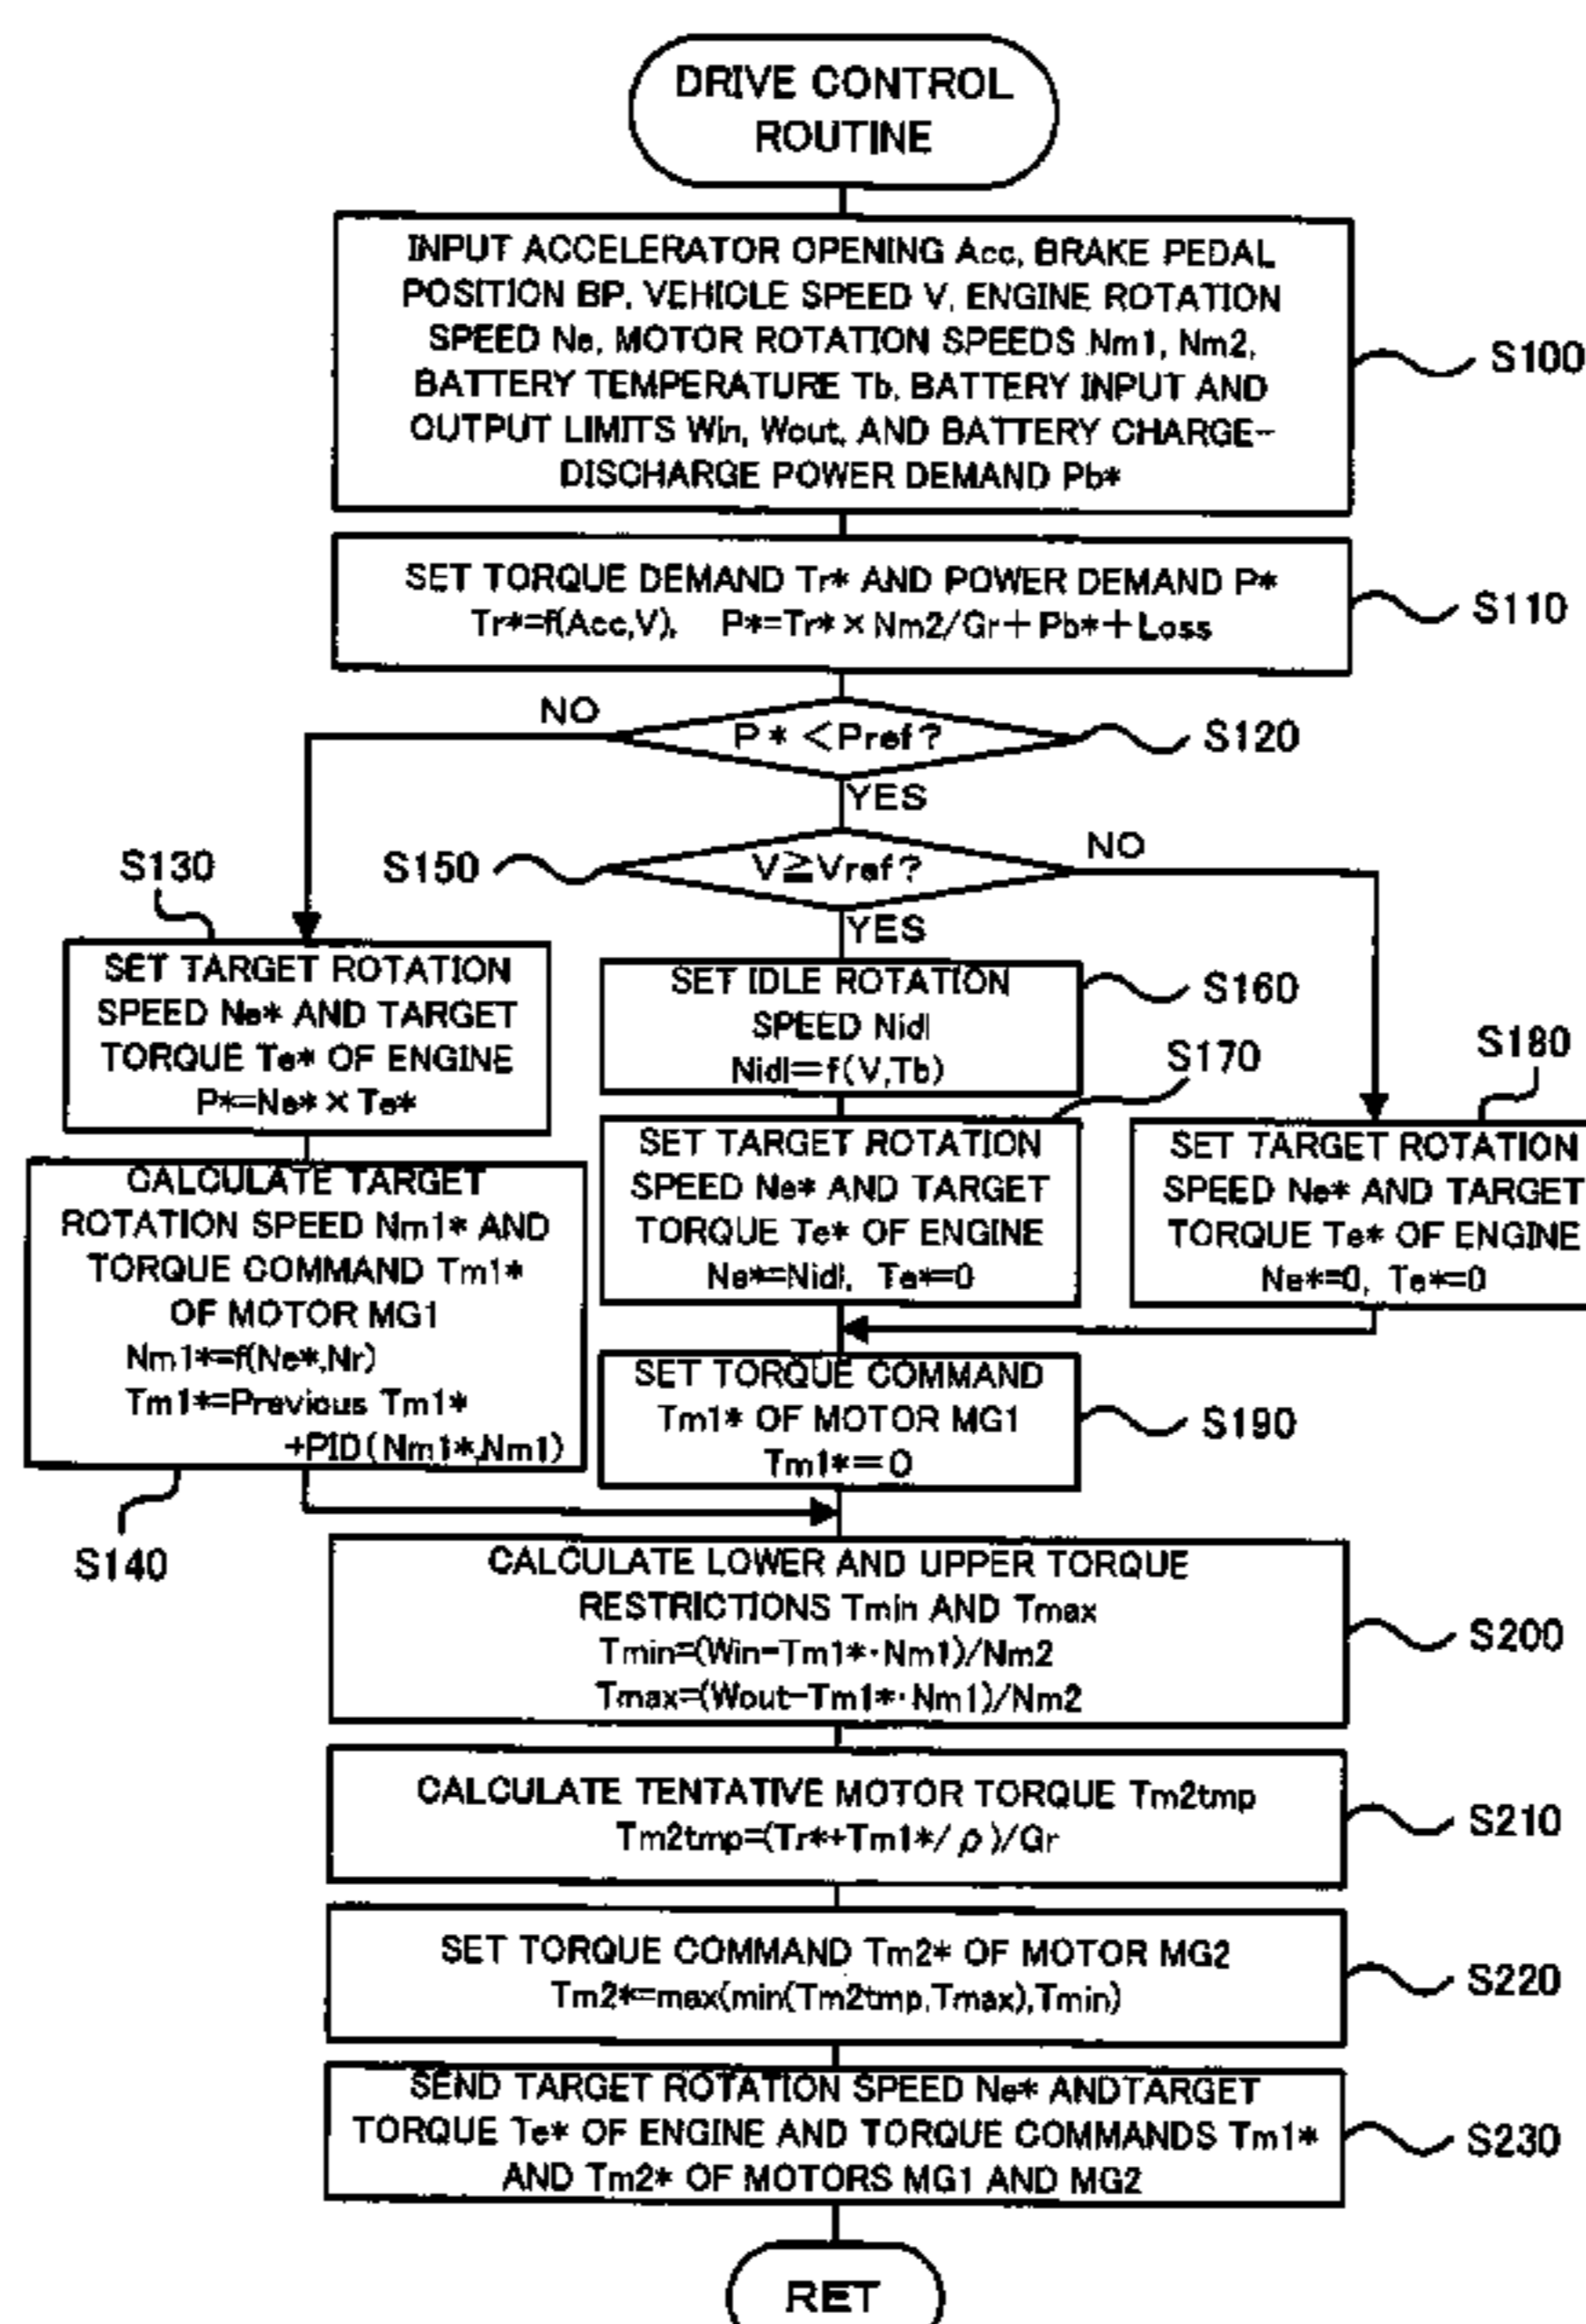 DRIVE CONTROL
ROUTINE
INPUT ACCELERATOR OPENING Acc, BRAKE PEDAL
POSITION BP, VEHICLE SPEED V, ENGINE ROTATION
SPEED Ne, MOTOR ROTATION SPEEDS Nm1, Nm2,
BATTERY TEMPERATURE Tb, BATTERY INPUT AND
OUTPUT LIMITS Win, Wout, AND BATTERY CHARGE-
DISCHARGE POWER DEMAND Pb*
S100
SET TORQUE DEMAND Tr* AND POWER DEMAND P*
Tr*=f(Acc,V), P*=Tr*×Nm2/Gr+Pb*+Loss
S110
NO
P*<Pref?
S120
YES
S150
V≧Vref?
NO
YES
S130
SET TARGET ROTATION
SPEED Ne* AND TARGET
TORQUE Te* OF ENGINE
P*=Ne*×Te*
SET IDLE ROTATION
SPEED Nidl
Nidl=f(V,Tb)
S160
S170
SET TARGET ROTATION
SPEED Ne* AND TARGET
TORQUE Te* OF ENGINE
Ne*=Nidl, Te*=0
S180
SET TARGET ROTATION
SPEED Ne* AND TARGET
TORQUE Te* OF ENGINE
Ne*=0, Te*=0
CALCULATE TARGET
ROTATION SPEED Nm1* AND
TORQUE COMMAND Tm1*
OF MOTOR MG1
Nm1*=f(Ne*,Nr)
Tm1*=Previous Tm1*
+PID(Nm1*,Nm1)
S140
SET TORQUE COMMAND
Tm1* OF MOTOR MG1
Tm1*=0
S190
CALCULATE LOWER AND UPPER TORQUE
RESTRICTIONS Tmin AND Tmax
Tmin=(Win-Tm1*·Nm1)/Nm2
Tmax=(Wout-Tm1*·Nm1)/Nm2
S200
CALCULATE TENTATIVE MOTOR TORQUE Tm2tmp
Tm2tmp=(Tr*+Tm1*/ρ)/Gr
S210
SET TORQUE COMMAND Tm2* OF MOTOR MG2
Tm2*=max(min(Tm2tmp,Tmax),Tmin)
S220
SEND TARGET ROTATION SPEED Ne* ANDTARGET
TORQUE Te* OF ENGINE AND TORQUE COMMANDS Tm1*
AND Tm2* OF MOTORS MG1 AND MG2
S230
RET